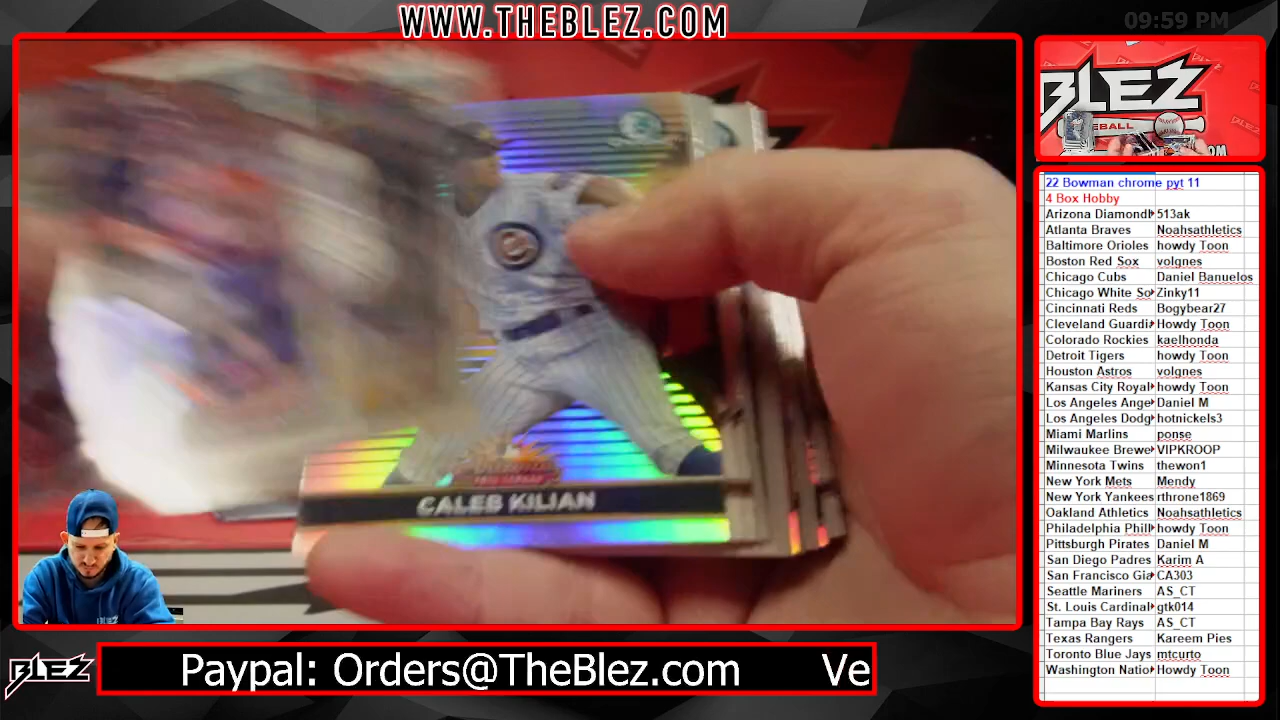 WWW.THEBLEZ.COM
09:59 PM
BLEZ
EBALL
OM
22 Bowman chrome pyt 11
4 Box Hobby
Arizona Diamondl 513ak
Atlanta Braves Noahsathletics
Baltimore Orioles howdy Toon
Boston Red Sox volgnes
Chicago Cubs Daniel Banuelos
Chicago White So Zinky11
Cincinnati Reds Bogybear27
Cleveland Guardi Howdy Toon
Colorado Rockies kaelhonda
Detroit Tigers howdy Toon
Houston Astros volgnes
Kansas City Royal howdy Toon
Los Angeles Ange Daniel M
Los Angeles Dodg hotnickels3
Miami Marlins ponse
Milwaukee Brewe VIPKROOP
Minnesota Twins thewon1
New York Mets Mendy
New York Yankees rthrone1869
Oakland Athletics Noahsathletics
Philadelphia Phill howdy Toon
Pittsburgh Pirates Daniel M
San Diego Padres Karim A
San Francisco Gia CA303
Seattle Mariners AS_CT
St. Louis Cardinal gtk014
Tampa Bay Rays AS_CT
Texas Rangers Kareem Pies
Toronto Blue Jays mtcurto
Washington Natio Howdy Toon
CALEB KILIAN
BLEZ
Paypal: Orders@TheBlez.com Ve